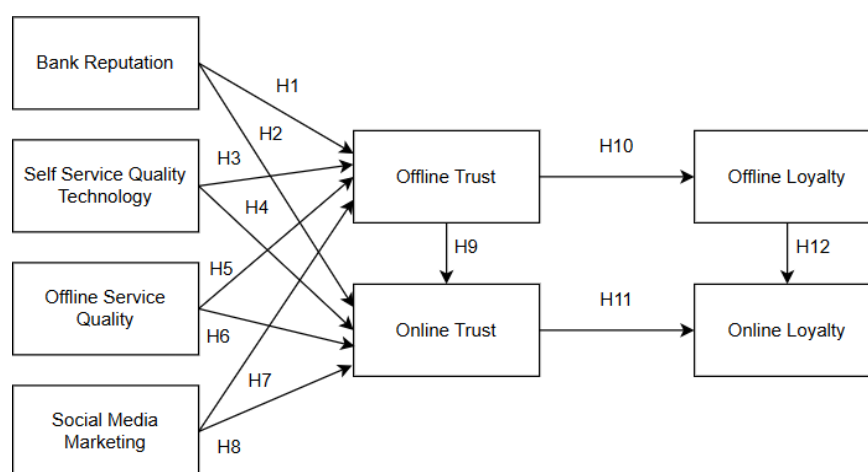 Bank Reputation
H1
H2
Self Service Quality
Technology
H3
H4
Offline Trust
H10
Offline Loyalty
H9
H12
Offline Service
Quality
H5
H6
Online Trust
H11
Online Loyalty
Social Media
Marketing
H7
H8